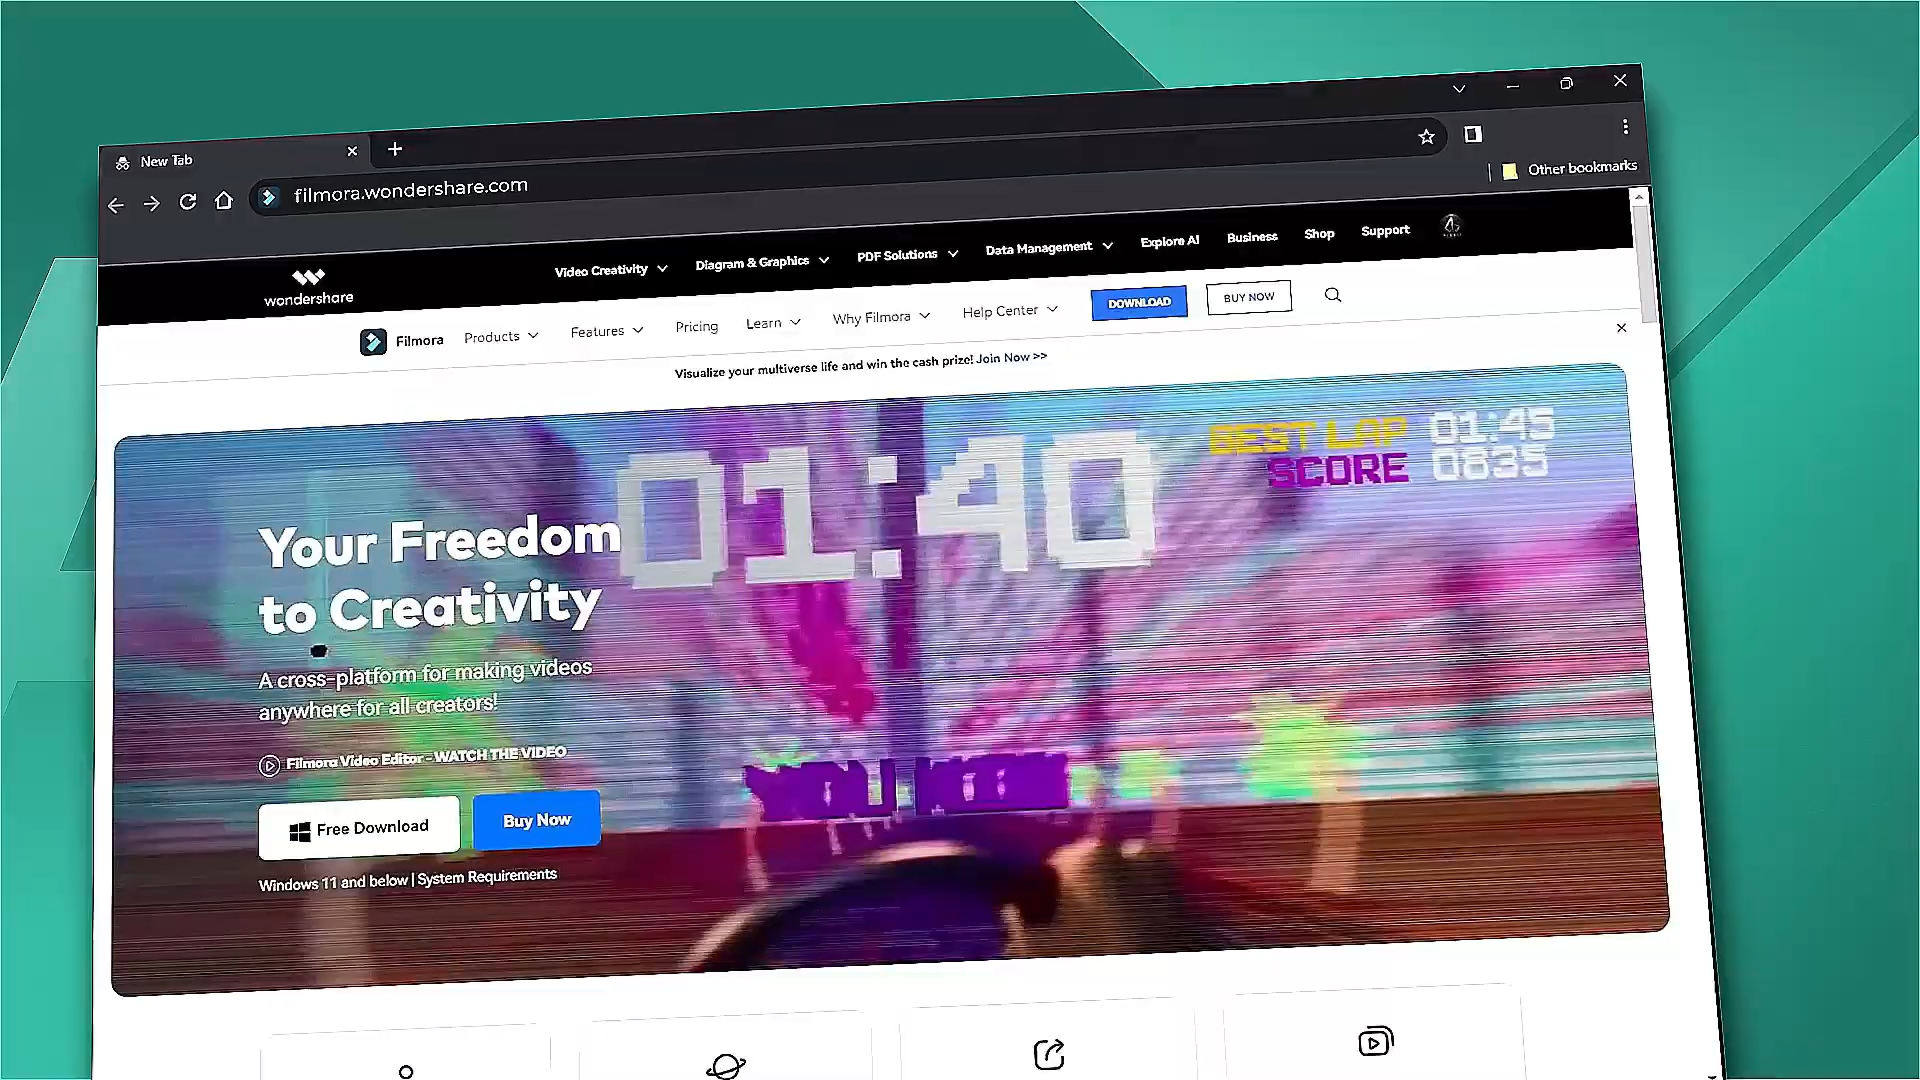 New Tab
filmora.wondershare.com
Other bookmarks
wondershare
Video Creativity
Diagram & Graphics
PDF Solutions
Data Management
Explore AI
Business
Shop
Support
Filmora
Products
Features
Pricing
Learn
Why Filmora
Help Center
DOWNLOAD
BUY NOW
Visualize your multiverse life and win the cash prize! Join Now >>
01:40
BEST LAP 01:45
SCORE 0835
Your Freedom
to Creativity
A cross-platform for making videos
anywhere for all creators!
Filmora Video Editor - WATCH THE VIDEO
YOU
Free Download
Buy Now
Windows 11 and below | System Requirements